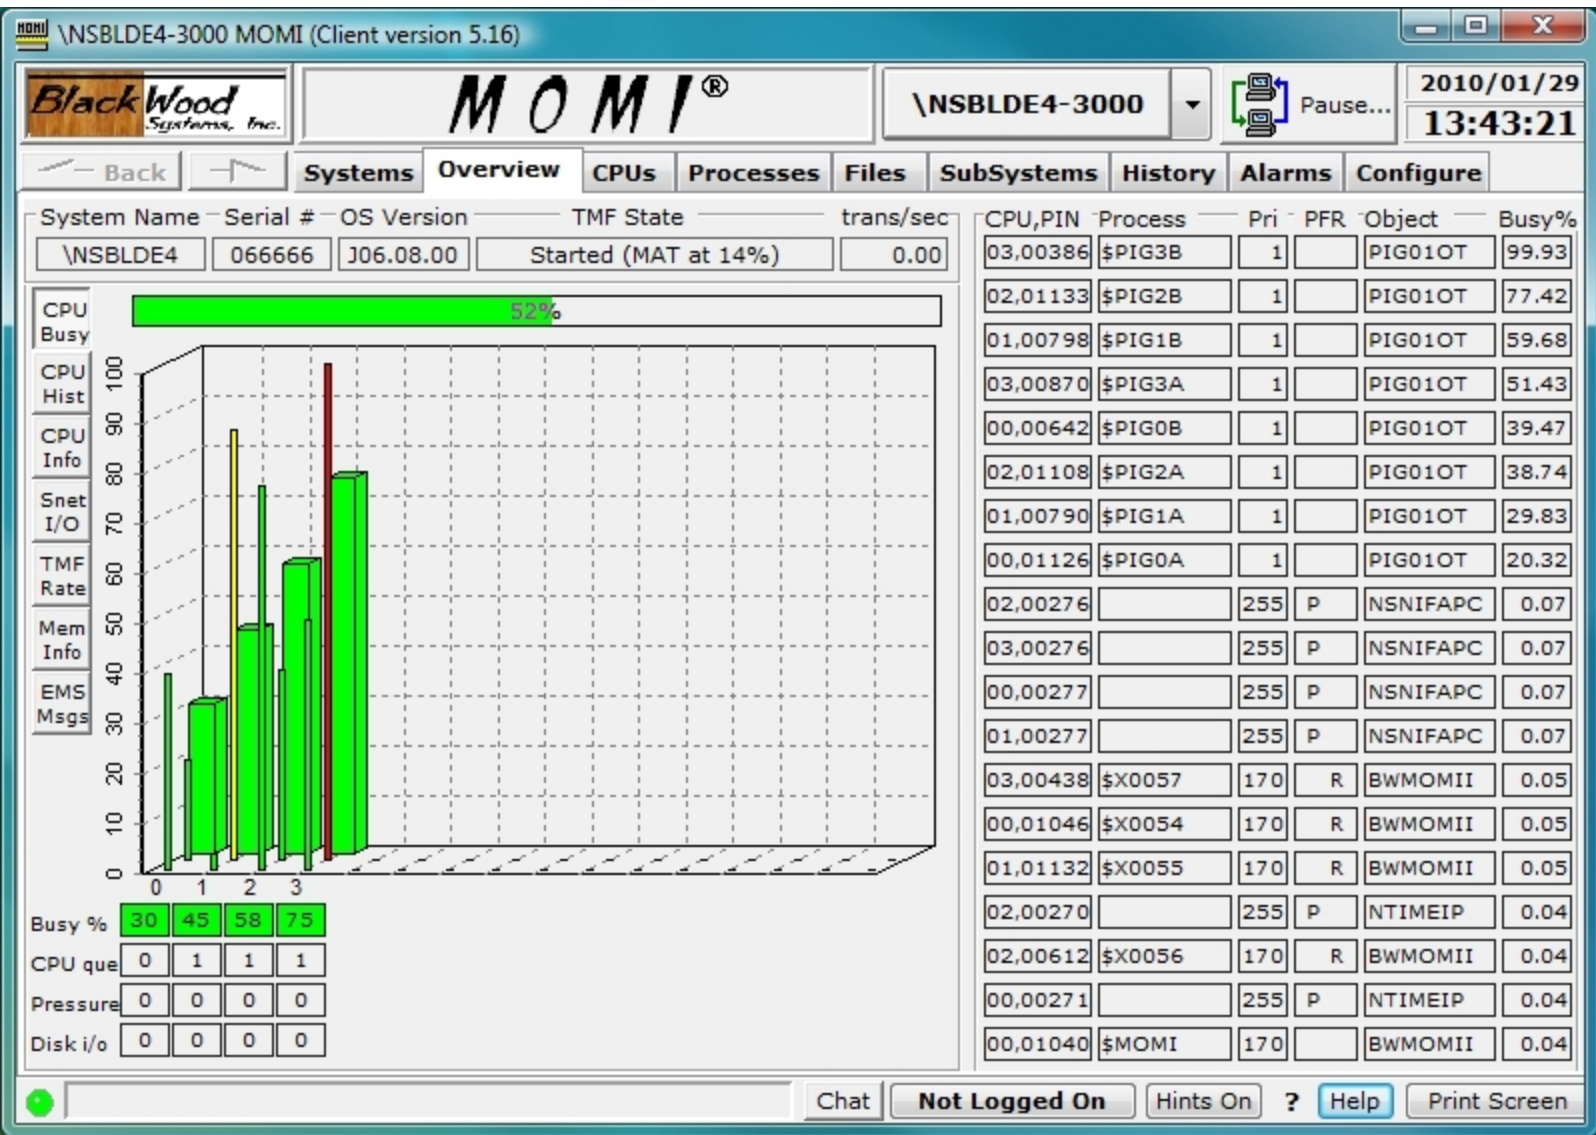 \NSBLDE4-3000 MOMI (Client version 5.16)
MOMI
BlackWood Systems, Inc.
MOMI®
\NSBLDE4-3000
Pause...
2010/01/29
13:43:21
Back
Systems Overview CPUs Processes Files SubSystems History Alarms Configure
System Name Serial # OS Version TMF State trans/sec
\NSBLDE4 066666 J06.08.00 Started (MAT at 14%) 0.00
CPU Busy
CPU Hist
CPU Info
Snet I/O
TMF Rate
Mem Info
EMS Msgs
52%
100
90
80
70
60
50
40
30
20
10
0
0 1 2 3
Busy % 30 45 58 75
CPU que 0 1 1 1
Pressure 0 0 0 0
Disk i/o 0 0 0 0
CPU,PIN Process Pri PFR Object Busy%
03,00386 $PIG3B 1 PIG01OT 99.93
02,01133 $PIG2B 1 PIG01OT 77.42
01,00798 $PIG1B 1 PIG01OT 59.68
03,00870 $PIG3A 1 PIG01OT 51.43
00,00642 $PIG0B 1 PIG01OT 39.47
02,01108 $PIG2A 1 PIG01OT 38.74
01,00790 $PIG1A 1 PIG01OT 29.83
00,01126 $PIG0A 1 PIG01OT 20.32
02,00276 255 P NSNIFAPC 0.07
03,00276 255 P NSNIFAPC 0.07
00,00277 255 P NSNIFAPC 0.07
01,00277 255 P NSNIFAPC 0.07
03,00438 $X0057 170 R BWMOMII 0.05
00,01046 $X0054 170 R BWMOMII 0.05
01,01132 $X0055 170 R BWMOMII 0.05
02,00270 255 P NTIMEIP 0.04
02,00612 $X0056 170 R BWMOMII 0.04
00,00271 255 P NTIMEIP 0.04
00,01040 $MOMI 170 BWMOMII 0.04
Chat Not Logged On Hints On ? Help Print Screen